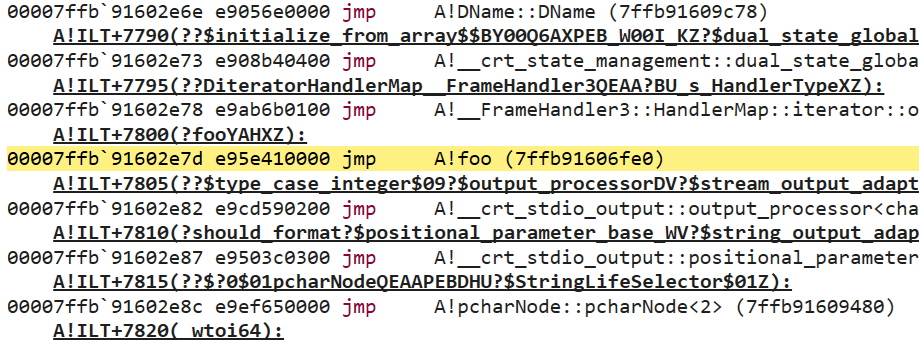 00007ffb`91602e6e e9056e0000 jmp A!DName::DName (7ffb91609c78)
A!ILT+7790(??$initialize_from_array$$BY00Q6AXPEB_W00I_KZ?$dual_state_global
00007ffb`91602e73 e908b40400 jmp A!__crt_state_management::dual_state_globa
A!ILT+7795(??DiteratorHandlerMap__FrameHandler3QEAA?BU_s_HandlerTypeXZ):
00007ffb`91602e78 e9ab6b0100 jmp A!__FrameHandler3::HandlerMap::iterator::o
A!ILT+7800(?fooYAHXZ):
00007ffb`91602e7d e95e410000 jmp A!foo (7ffb91606fe0)
A!ILT+7805(??$type_case_integer$09?$output_processorDV?$stream_output_adapt
00007ffb`91602e82 e9cd590200 jmp A!__crt_stdio_output::output_processor<cha
A!ILT+7810(?should_format?$positional_parameter_base_WV?$string_output_adap
00007ffb`91602e87 e9503c0300 jmp A!__crt_stdio_output::positional_parameter
A!ILT+7815(??$?0$01pcharNodeQEAAPEBDHU?$StringLifeSelector$01Z):
00007ffb`91602e8c e9ef650000 jmp A!pcharNode::pcharNode<2> (7ffb91609480)
A!ILT+7820(_wtoi64):